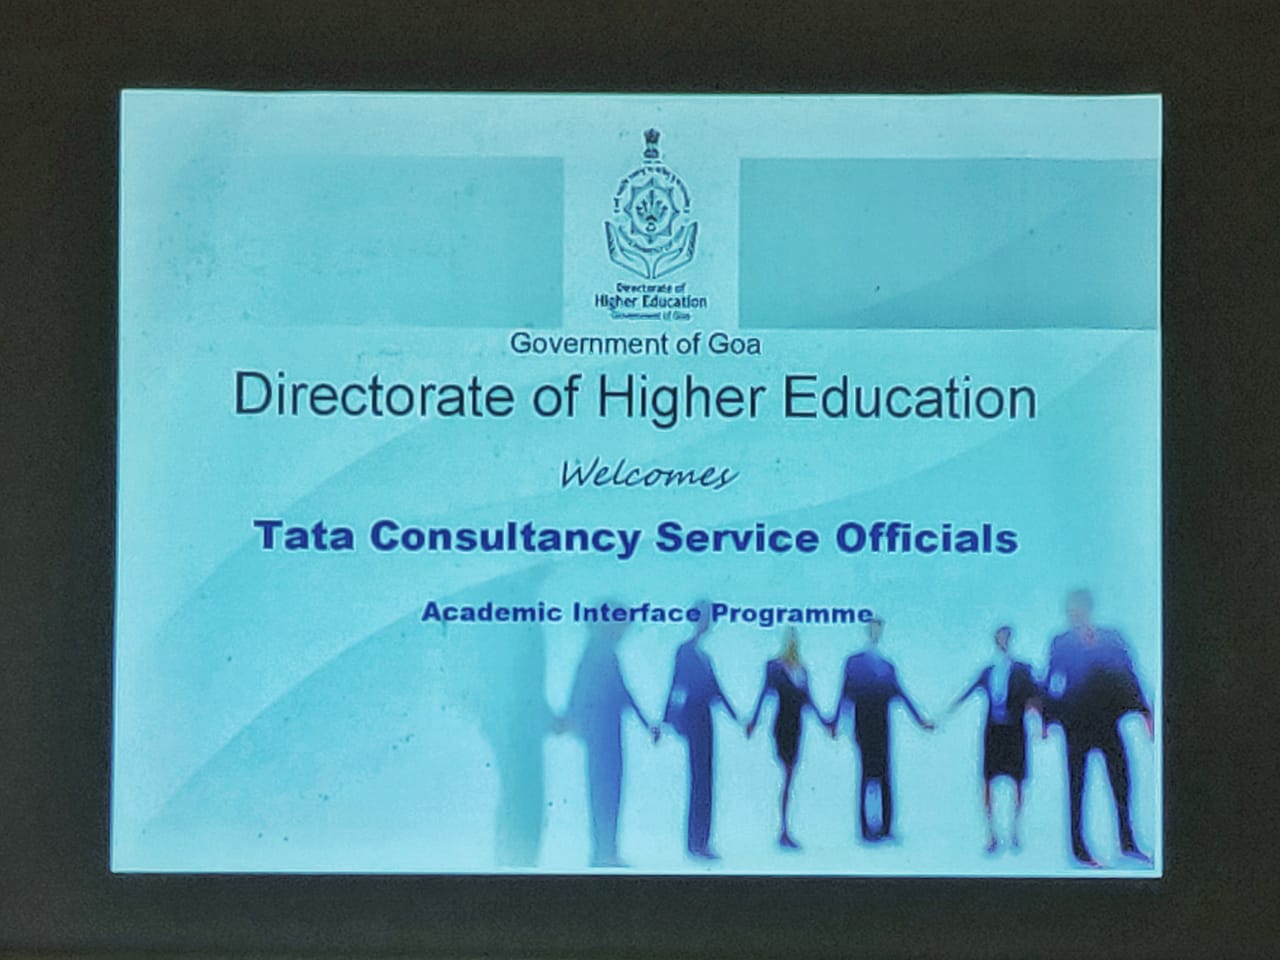 Directorate of
Higher Education
Government of Goa
Government of Goa
Directorate of Higher Education
Welcomes
Tata Consultancy Service Officials
Academic Interface Programme